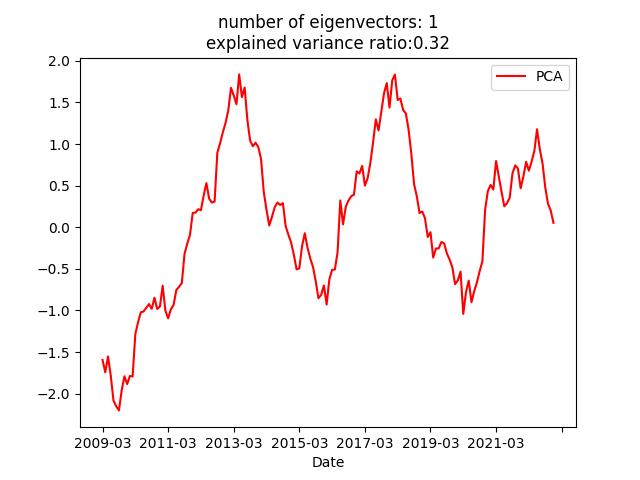 number of eigenvectors: 1
explained variance ratio:0.32
PCA
2.0
1.5
1.0
0.5
0.0
−0.5
−1.0
−1.5
−2.0
2009-03 2011-03 2013-03 2015-03 2017-03 2019-03 2021-03
Date